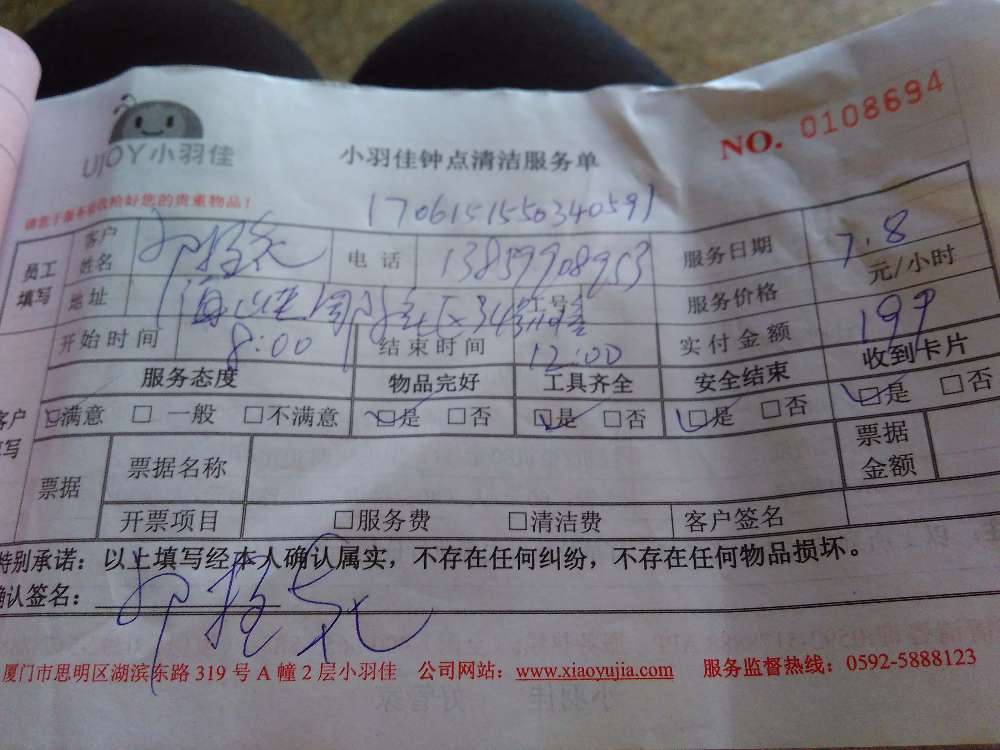 UJOY小羽佳
小羽佳钟点清洁服务单
NO. 0108694
请您于服务前收拾好您的贵重物品!
170615155034059
员工填写 客户姓名 电话 13859908953 服务日期 7.8
地址 工号 服务价格 元/小时
开始时间 8:00 结束时间 12:00 实付金额 199
服务态度 物品完好 工具齐全 安全结束 收到卡片
客户填写 □满意 □一般 □不满意 □是 □否 □是 □否 □是 □否 □是 □否
票据 票据名称 票据金额
开票项目 □服务费 □清洁费 客户签名
特别承诺：以上填写经本人确认属实，不存在任何纠纷，不存在任何物品损坏。
确认签名：
厦门市思明区湖滨东路 319 号 A 幢 2 层小羽佳 公司网站：www.xiaoyujia.com 服务监督热线：0592-5888123